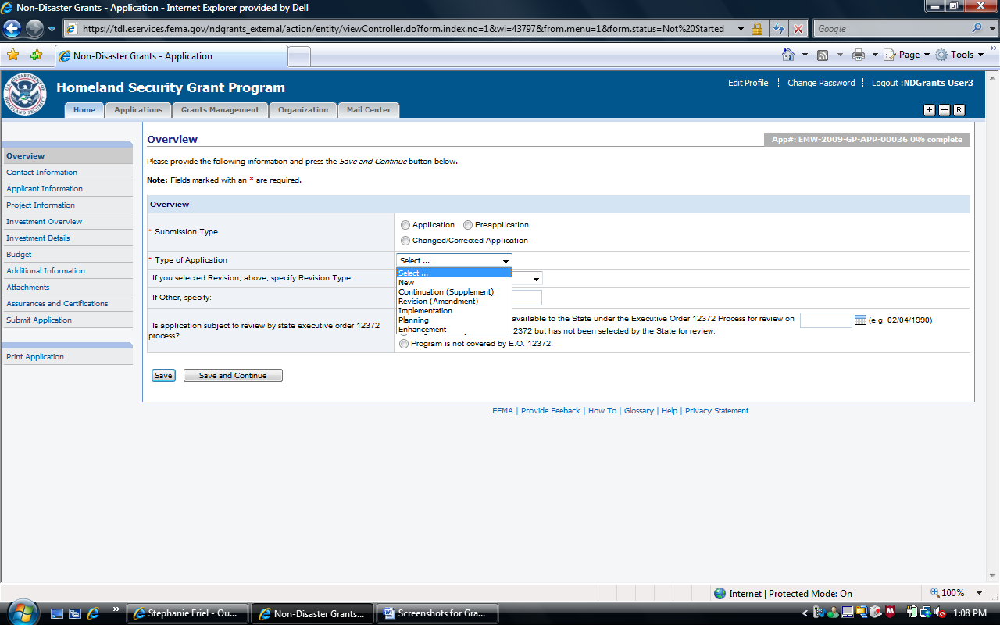 Non-Disaster Grants - Application - Internet Explorer provided by Dell
https://tdl.eservices.fema.gov/ndgrants_external/action/entity/viewController.do?form.index.no=1&wi=43797&from.menu=1&form.status=Not%20Started
Google
Non-Disaster Grants - Application
Page
Tools
Homeland Security Grant Program
Edit Profile
Change Password
Logout :NDGrants User3
Home
Applications
Grants Management
Organization
Mail Center
+ − R
Overview
Contact Information
Applicant Information
Project Information
Investment Overview
Investment Details
Budget
Additional Information
Attachments
Assurances and Certifications
Submit Application
Print Application
Overview
App#: EMW-2009-GP-APP-00036 0% complete
Please provide the following information and press the Save and Continue button below.
Note: Fields marked with an * are required.
Overview
* Submission Type
Application
Preapplication
Changed/Corrected Application
* Type of Application
Select ...
Select ...
New
Continuation (Supplement)
Revision (Amendment)
Implementation
Planning
Enhancement
If you selected Revision, above, specify Revision Type:
If Other, specify:
Is application subject to review by state executive order 12372 process?
available to the State under the Executive Order 12372 Process for review on
(e.g. 02/04/1990)
12372 but has not been selected by the State for review.
Program is not covered by E.O. 12372.
Save
Save and Continue
FEMA | Provide Feeback | How To | Glossary | Help | Privacy Statement
Internet | Protected Mode: On
100%
Stephanie Friel - Ou...
Non-Disaster Grants...
Screenshots for Gra...
1:08 PM